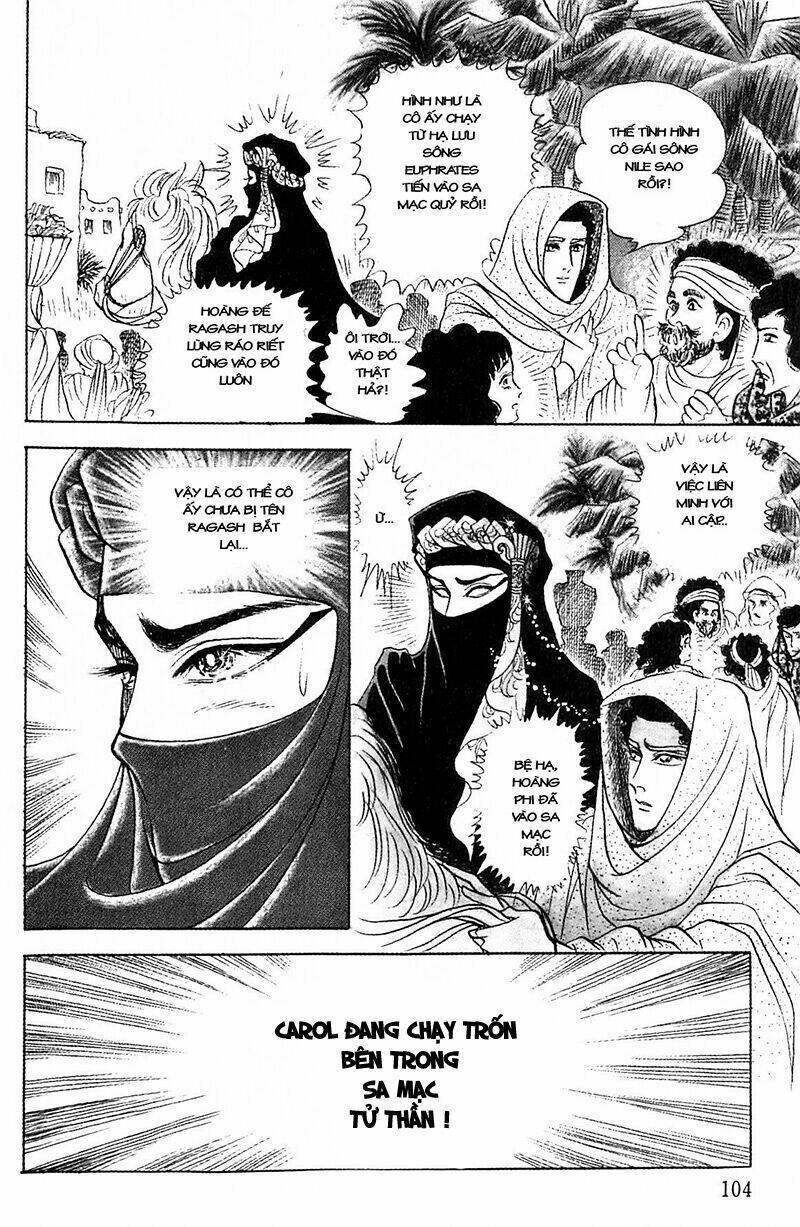 THẾ TÌNH HÌNH
CÔ GÁI SÔNG
NILE SAO
RỒI?!
HÌNH NHƯ LÀ
CÔ ẤY CHẠY
TỪ HẠ LƯU
SÔNG
EUPHRATES
TIẾN VÀO SA
MẠC QUỶ RỒI!
ÔI TRỜI...
VÀO ĐÓ
THẬT
HẢ?!
HOÀNG ĐẾ
RAGASH TRUY
LÙNG RÁO RIẾT
CŨNG VÀO ĐÓ
LUÔN
VẬY LÀ
VIỆC LIÊN
MINH VỚI
AI CẬP..
Ừ...
BỆ HẠ,
HOÀNG
PHI ĐÃ
VÀO SA
MẠC
RỒI!
VẬY LÀ CÓ THỂ CÔ
ẤY CHƯA BỊ TÊN
RAGASH BẮT
LẠI...
CAROL ĐANG CHẠY TRỐN
BÊN TRONG
SA MẠC
TỬ THẦN !
104